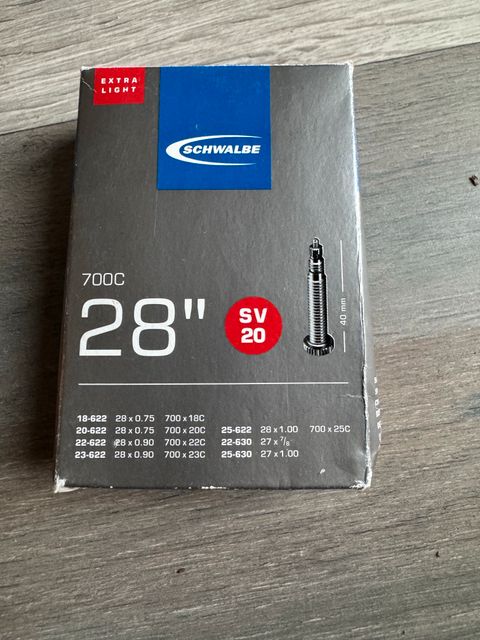 EXTRA
LIGHT
SCHWALBE
700C
28"
SV
20
40 mm
18-622 28 x 0.75 700 x 18C
20-622 28 x 0.75 700 x 20C 25-622 28 x 1.00 700 x 25C
22-622 28 x 0.90 700 x 22C 22-630 27 x 7/8
23-622 28 x 0.90 700 x 23C 25-630 27 x 1.00